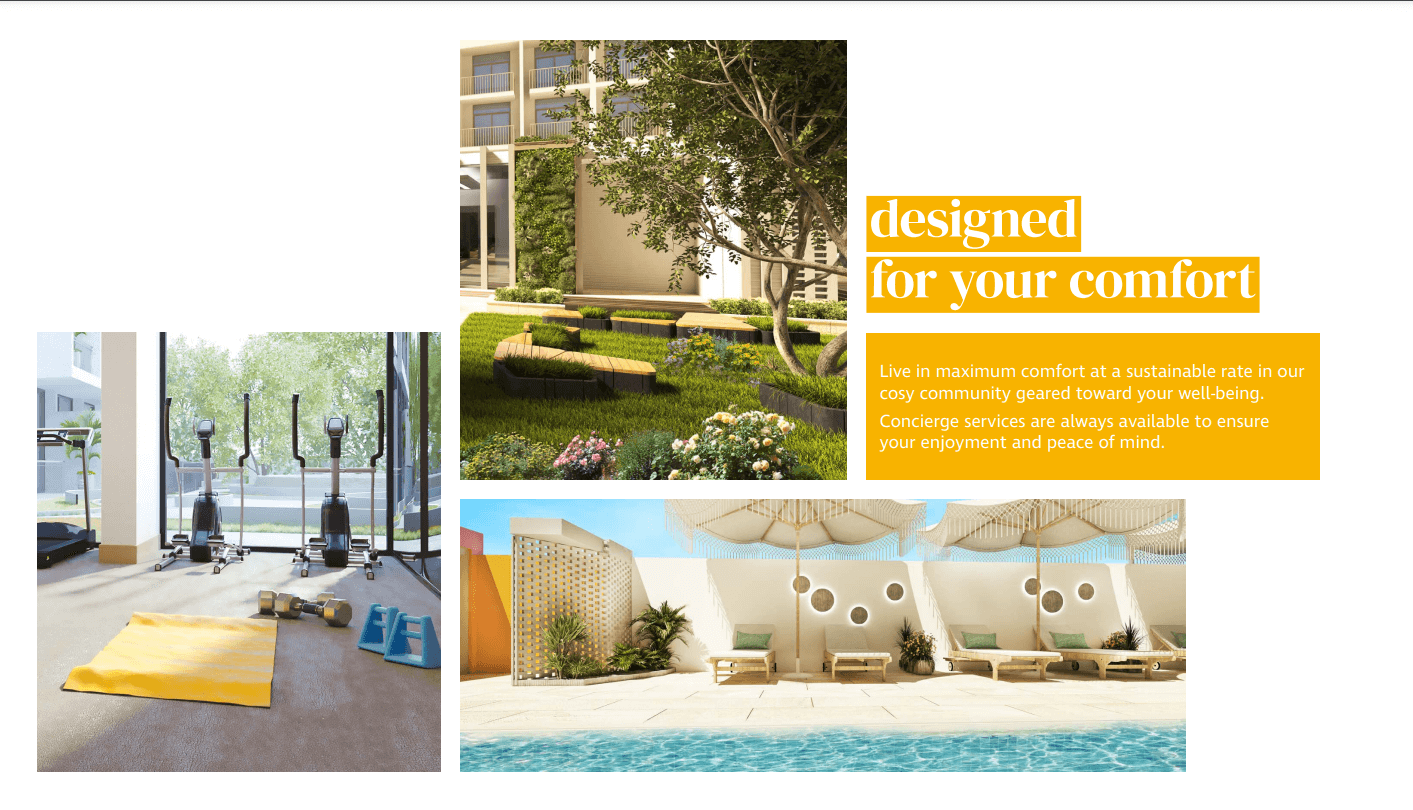 designed
for your comfort
Live in maximum comfort at a sustainable rate in our
cosy community geared toward your well-being.
Concierge services are always available to ensure
your enjoyment and peace of mind.